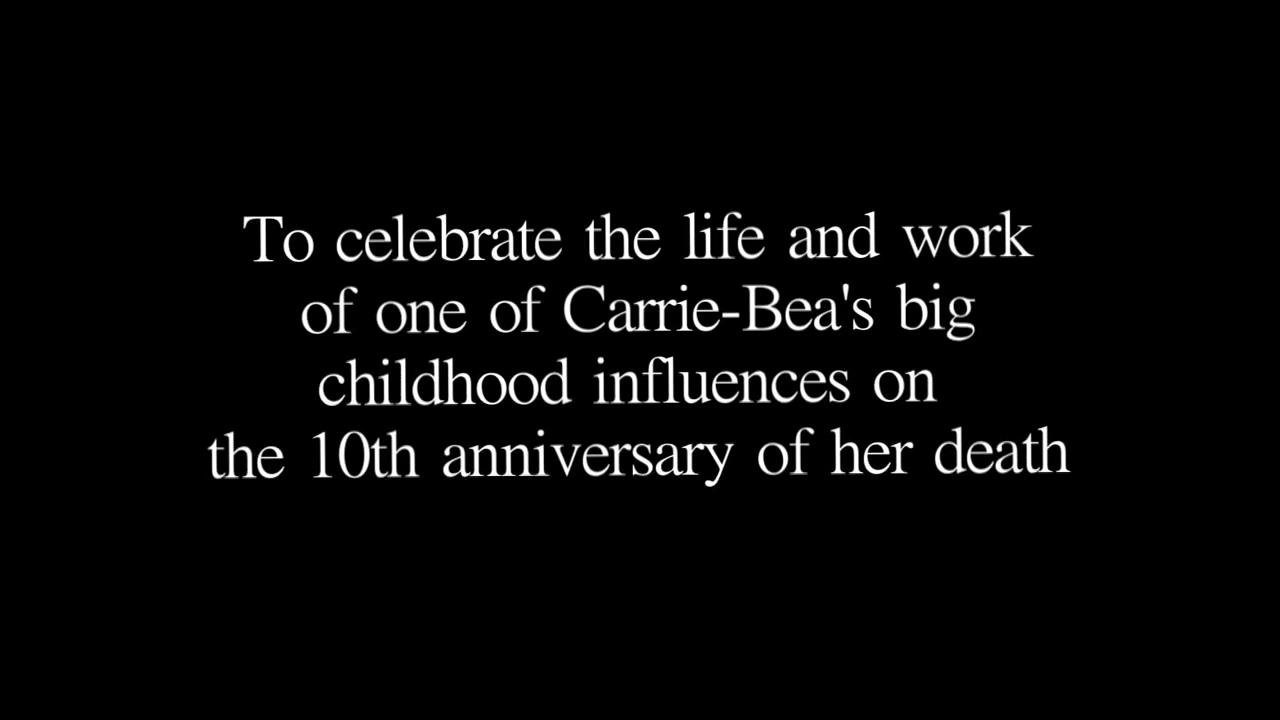 To celebrate the life and work
of one of Carrie-Bea's big
childhood influences on
the 10th anniversary of her death